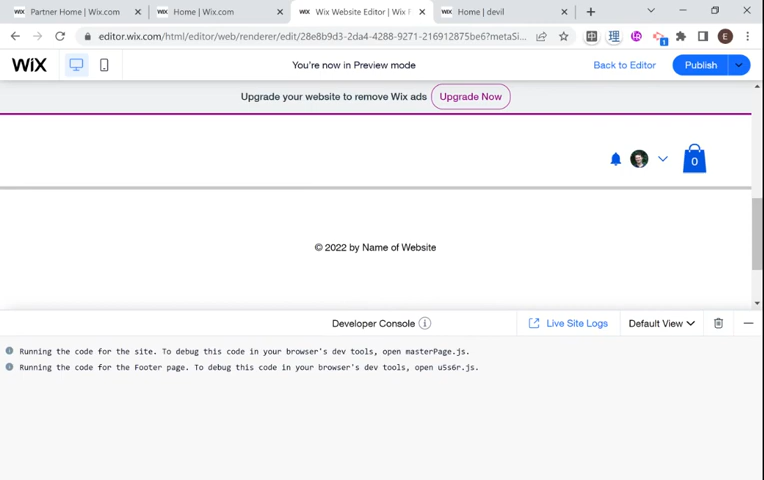 WiX Partner Home | Wix.com
WiX Home | Wix.com
WiX Wix Website Editor | Wix F
WiX Home | devil
editor.wix.com/html/editor/web/renderer/edit/28e8b9d3-2da4-4288-9271-216912875be6?metaSi...
1
E
WiX
You're now in Preview mode
Back to Editor
Publish
Upgrade your website to remove Wix ads
Upgrade Now
0
© 2022 by Name of Website
Developer Console
Live Site Logs
Default View
Running the code for the site. To debug this code in your browser's dev tools, open masterPage.js.
Running the code for the Footer page. To debug this code in your browser's dev tools, open u5s6r.js.